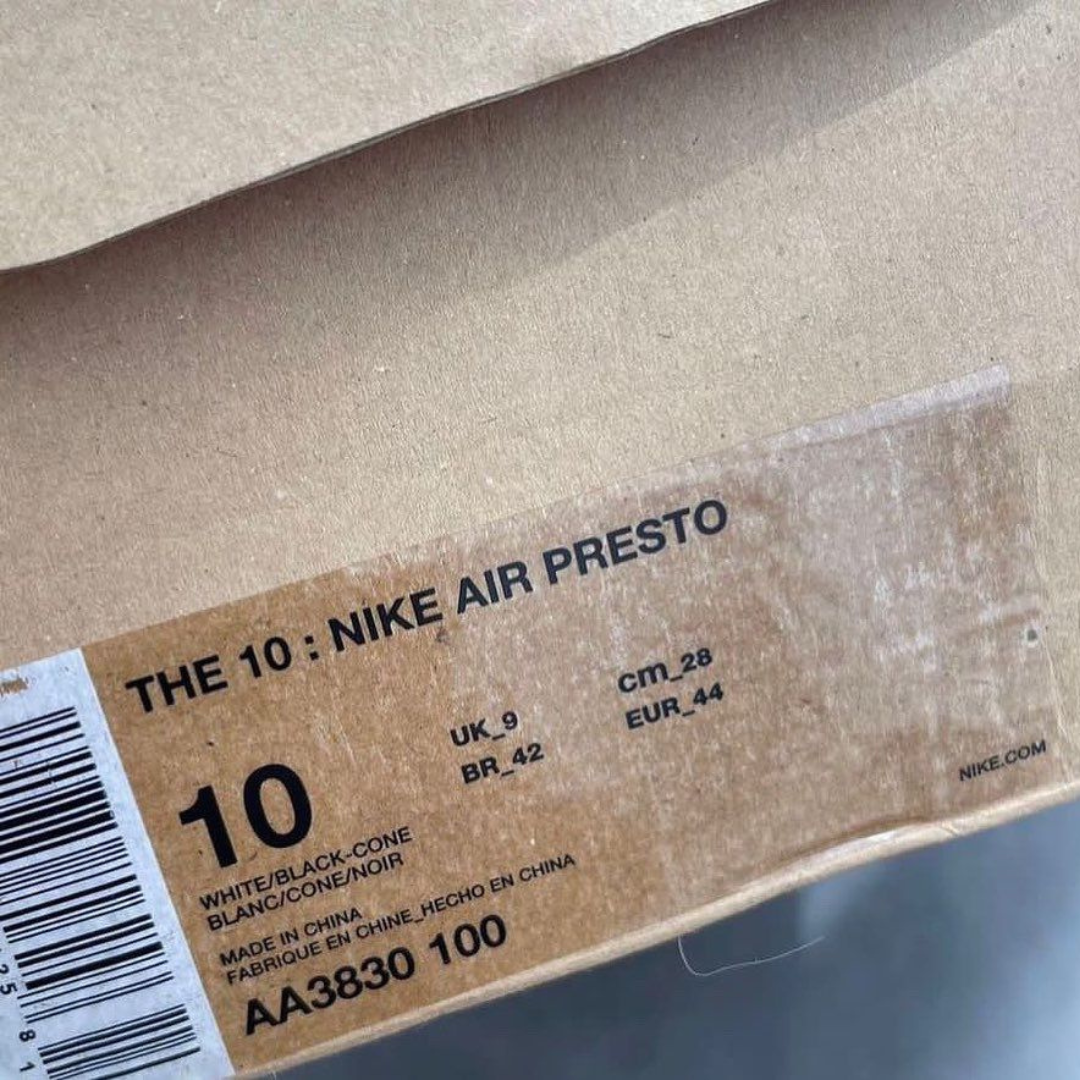 THE 10 : NIKE AIR PRESTO
UK_9
cm_28
BR_42
EUR_44
10
WHITE/BLACK-CONE
BLANC/CONE/NOIR
MADE IN CHINA
FABRIQUE EN CHINE_HECHO EN CHINA
AA3830 100
NIKE.COM